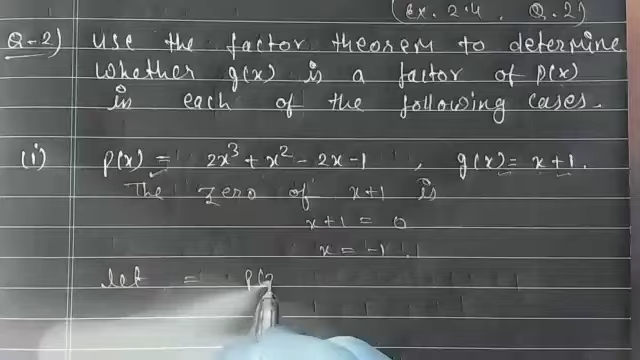 (Ex. 2.4, Q.2)
Q-2) Use the factor theorem to determine
whether g(x) is a factor of p(x)
in each of the following cases.
(i) p(x) = 2x³ + x² - 2x - 1 , g(x) = x + 1.
The zero of x+1 is
x+1 = 0
x = -1.
let = p(